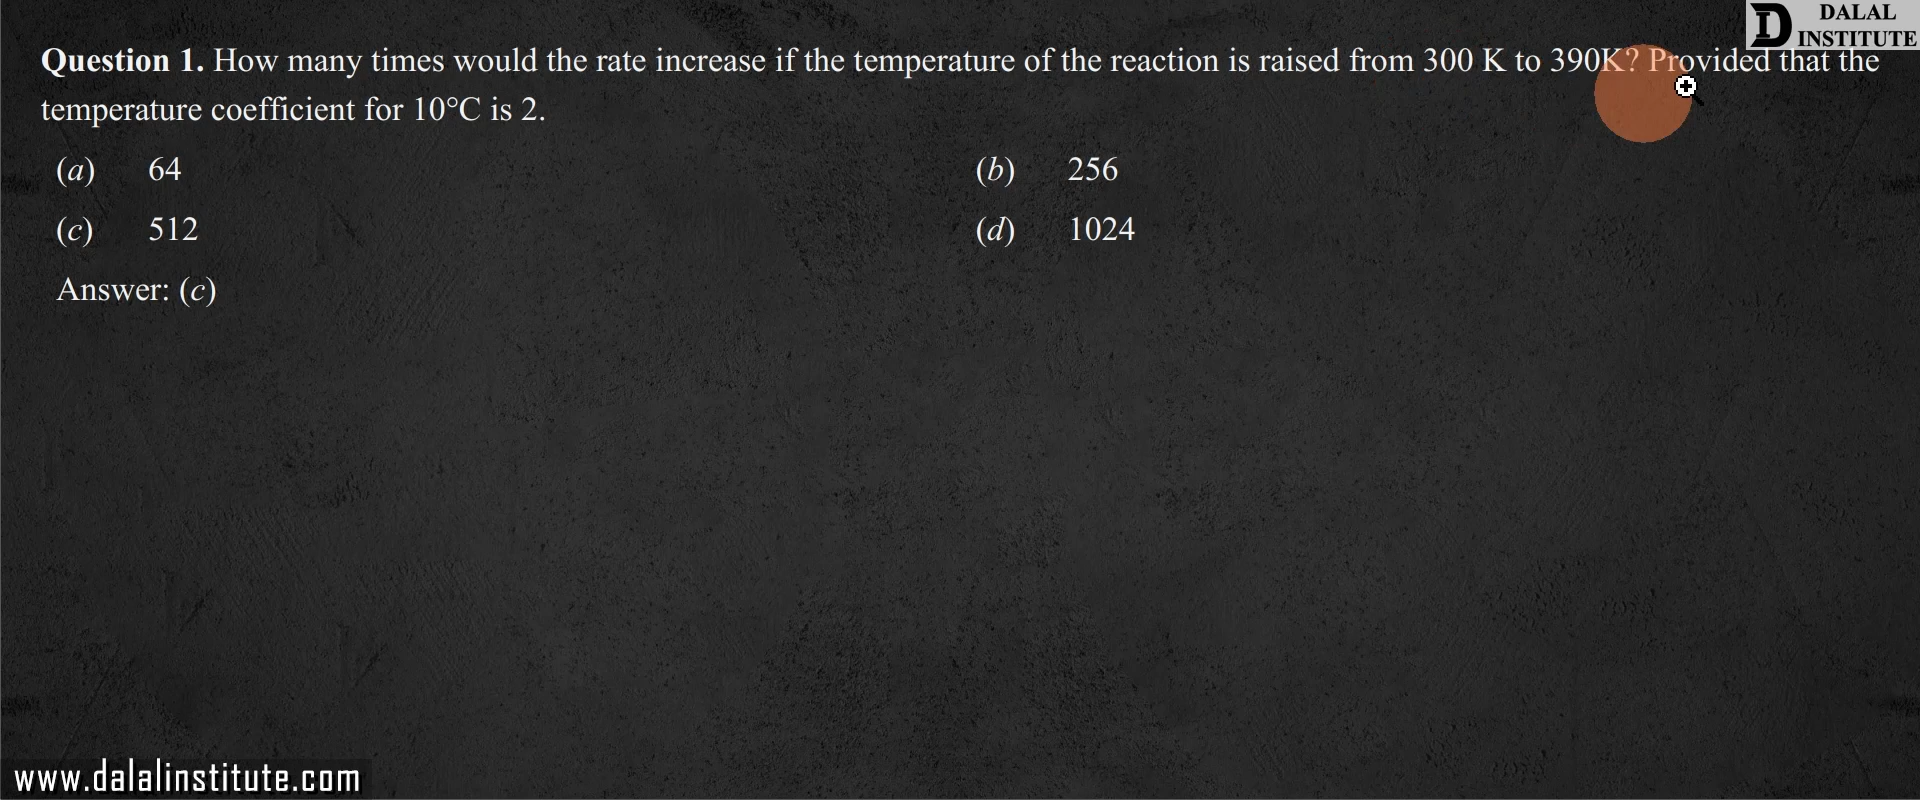 DALAL
INSTITUTE
Question 1. How many times would the rate increase if the temperature of the reaction is raised from 300 K to 390K? Provided that the
temperature coefficient for 10°C is 2.
(a) 64 (b) 256
(c) 512 (d) 1024
Answer: (c)
www.dalalinstitute.com